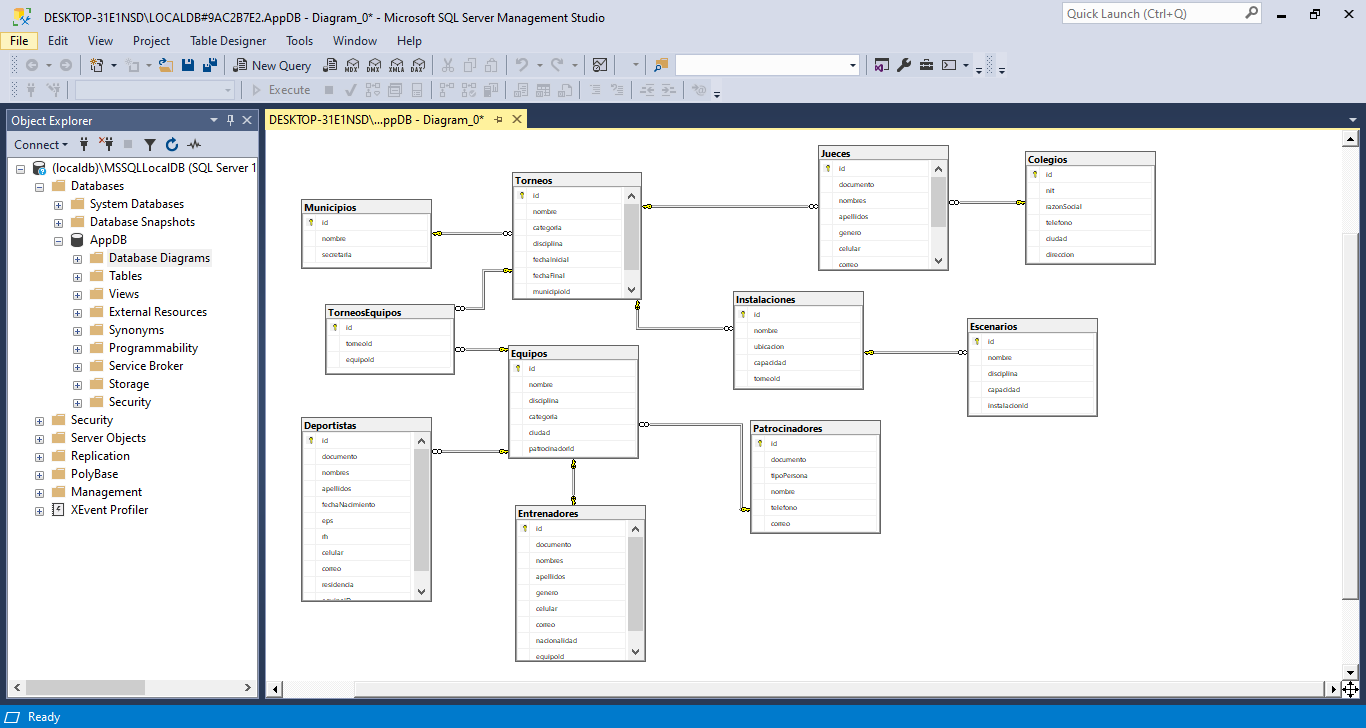 DESKTOP-31E1NSD\LOCALDB#9AC2B7E2.AppDB - Diagram_0* - Microsoft SQL Server Management Studio
Quick Launch (Ctrl+Q)
File Edit View Project Table Designer Tools Window Help
New Query MDX DMX XMLA DAX
Execute
Object Explorer
Connect
(localdb)\MSSQLLocalDB (SQL Server 1
Databases
System Databases
Database Snapshots
AppDB
Database Diagrams
Tables
Views
External Resources
Synonyms
Programmability
Service Broker
Storage
Security
Security
Server Objects
Replication
PolyBase
Management
XEvent Profiler
DESKTOP-31E1NSD\...ppDB - Diagram_0*
Municipios
id
nombre
secretaria
Torneos
id
nombre
categoria
disciplina
fechaInicial
fechaFinal
municipioId
Jueces
id
documento
nombres
apellidos
genero
celular
correo
Colegios
id
nit
razonSocial
telefono
ciudad
direccion
TorneosEquipos
id
torneoId
equipoId
Equipos
id
nombre
disciplina
categoria
ciudad
patrocinadorId
Instalaciones
id
nombre
ubicacion
capacidad
torneoId
Escenarios
id
nombre
disciplina
capacidad
instalacionId
Deportistas
id
documento
nombres
apellidos
fechaNacimiento
eps
rh
celular
correo
residencia
Patrocinadores
id
documento
tipoPersona
nombre
telefono
correo
Entrenadores
id
documento
nombres
apellidos
genero
celular
correo
nacionalidad
equipoId
Ready